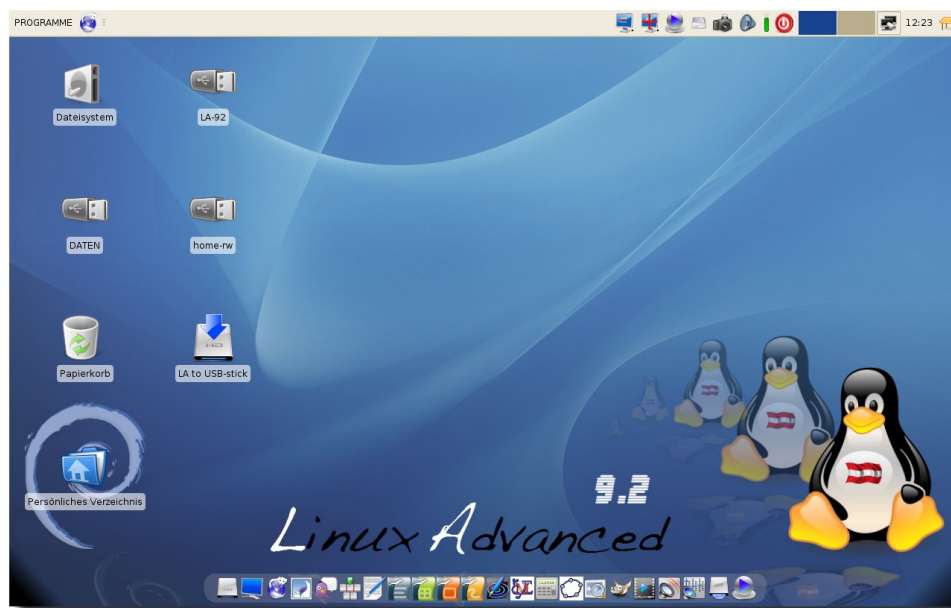 PROGRAMME
12:23
Dateisystem
LA-92
DATEN
home-rw
Papierkorb
LA to USB-stick
Persönliches Verzeichnis
9.2
Linux Advanced